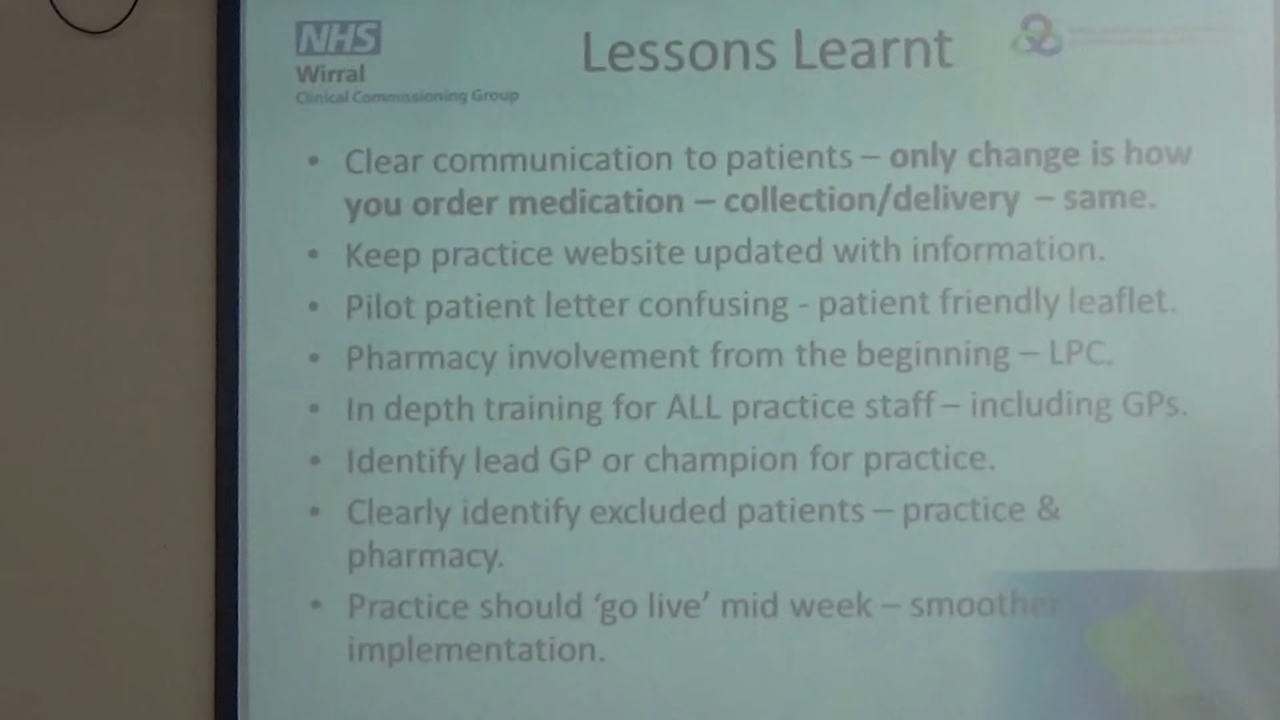 NHS
Wirral
Clinical Commissioning Group
Lessons Learnt
• Clear communication to patients – only change is how
you order medication – collection/delivery – same.
• Keep practice website updated with information.
• Pilot patient letter confusing - patient friendly leaflet.
• Pharmacy involvement from the beginning – LPC.
• In depth training for ALL practice staff – including GPs.
• Identify lead GP or champion for practice.
• Clearly identify excluded patients – practice &
pharmacy.
• Practice should ‘go live’ mid week – smoother
implementation.